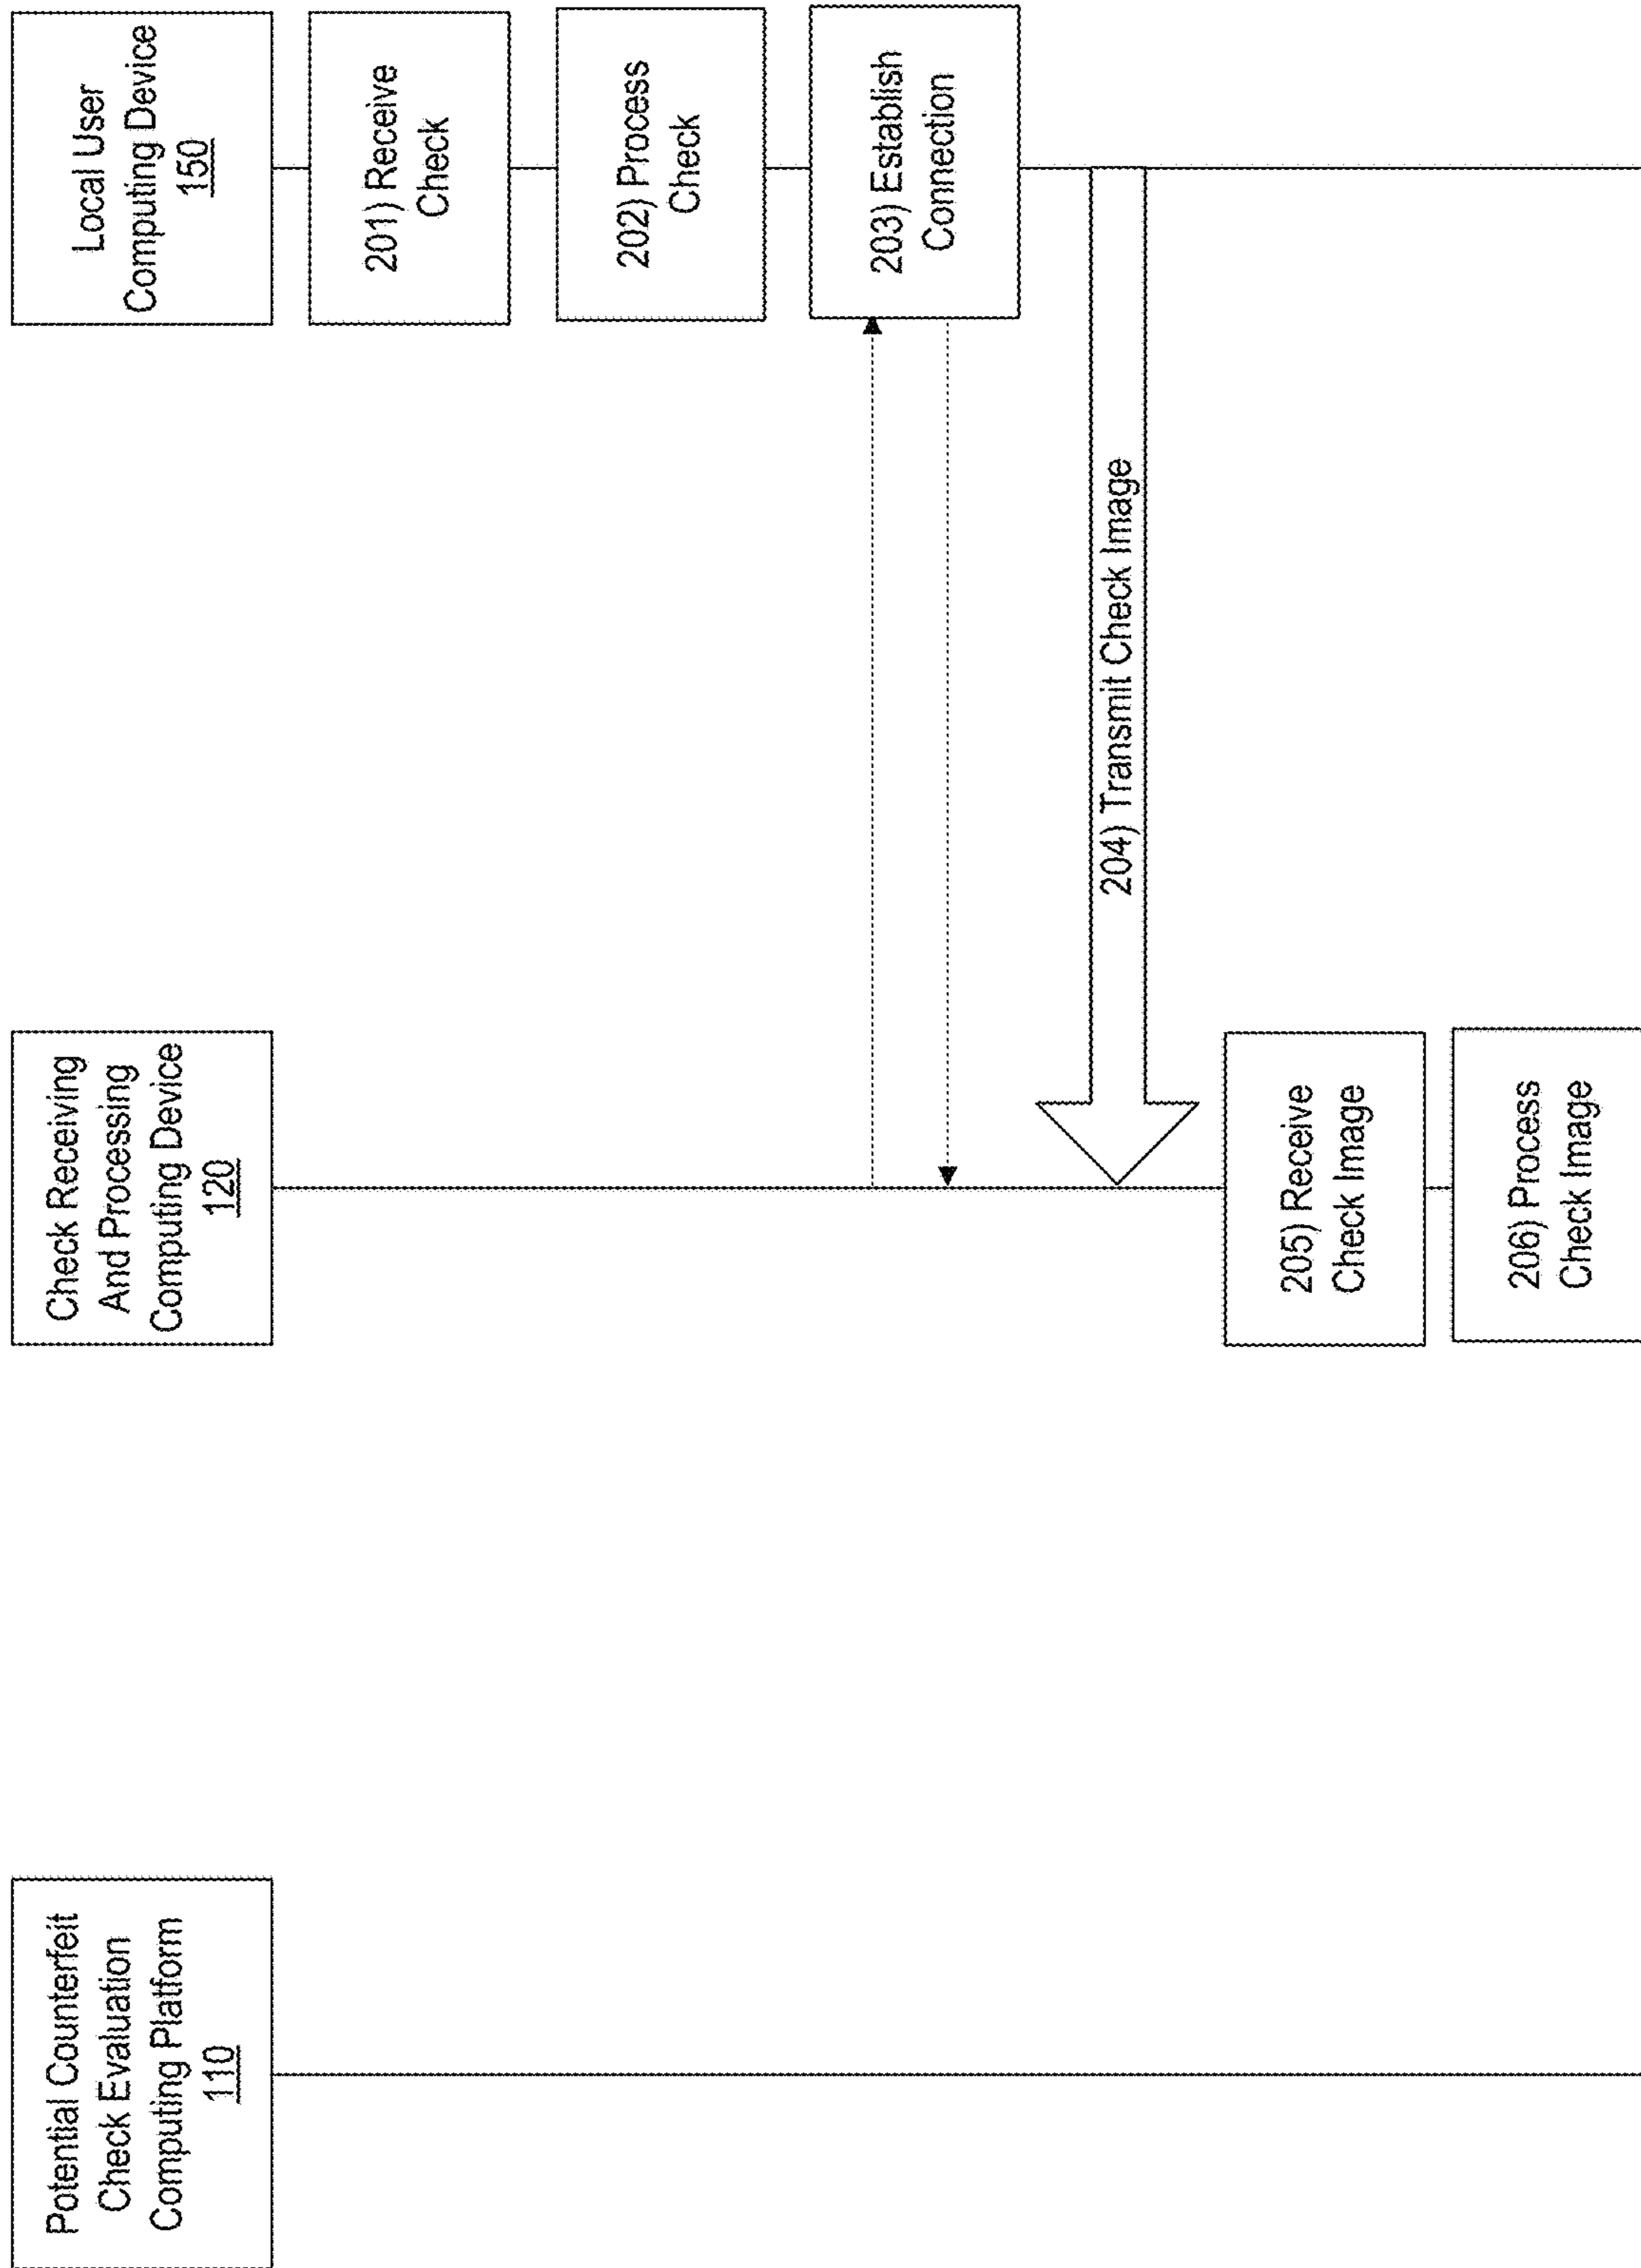 Potential Counterfeit
Check Evaluation
Computing Platform
110
Check Receiving
And Processing
Computing Device
120
Local User
Computing Device
150
201) Receive
Check
202) Process
Check
203) Establish
Connection
204) Transmit Check Image
205) Receive
Check Image
206) Process
Check Image